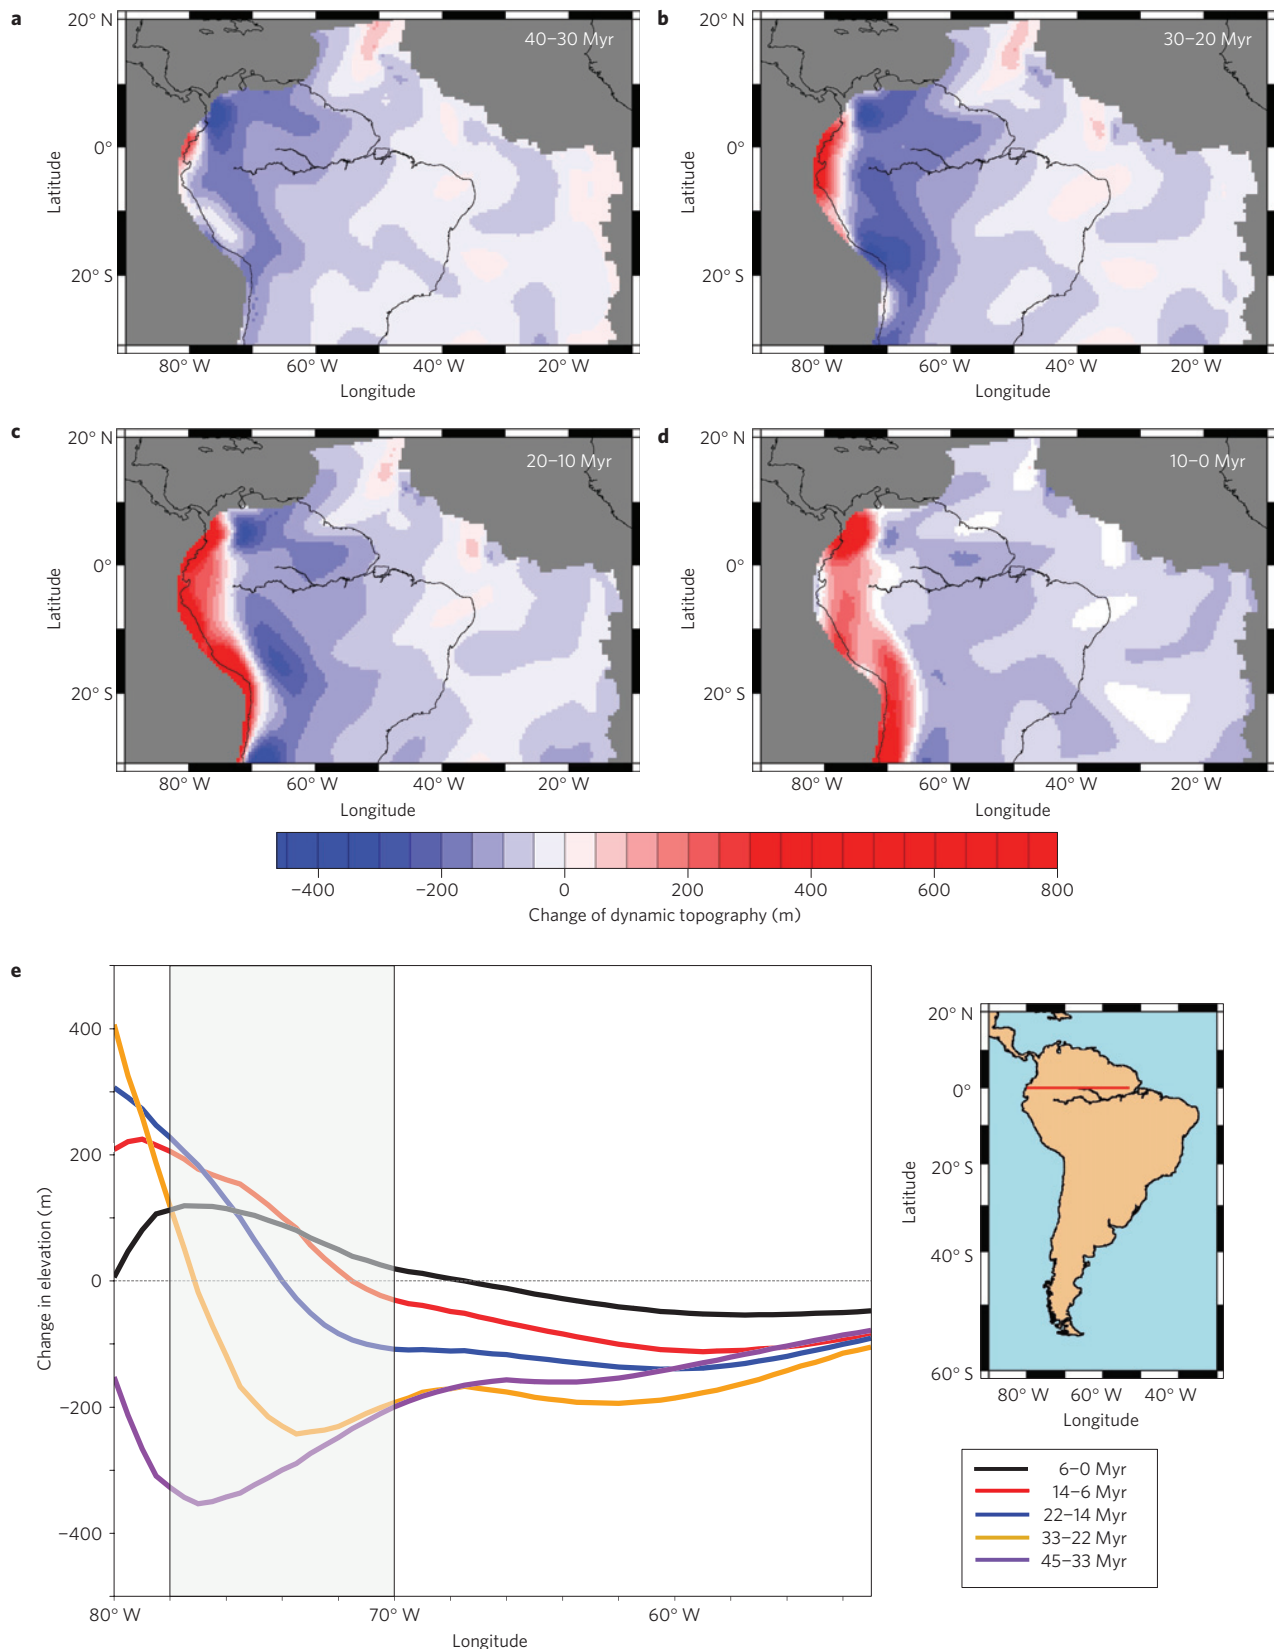 a
40–30 Myr
20° N
0°
20° S
Latitude
80° W 60° W 40° W 20° W
Longitude
b
30–20 Myr
20° N
0°
20° S
Latitude
80° W 60° W 40° W 20° W
Longitude
c
20–10 Myr
20° N
0°
20° S
Latitude
80° W 60° W 40° W 20° W
Longitude
d
10–0 Myr
20° N
0°
20° S
Latitude
80° W 60° W 40° W 20° W
Longitude
−400 −200 0 200 400 600 800
Change of dynamic topography (m)
e
400
200
0
−200
−400
Change in elevation (m)
80° W 70° W 60° W
Longitude
20° N
0°
20° S
40° S
60° S
Latitude
80° W 60° W 40° W
Longitude
6–0 Myr
14–6 Myr
22–14 Myr
33–22 Myr
45–33 Myr